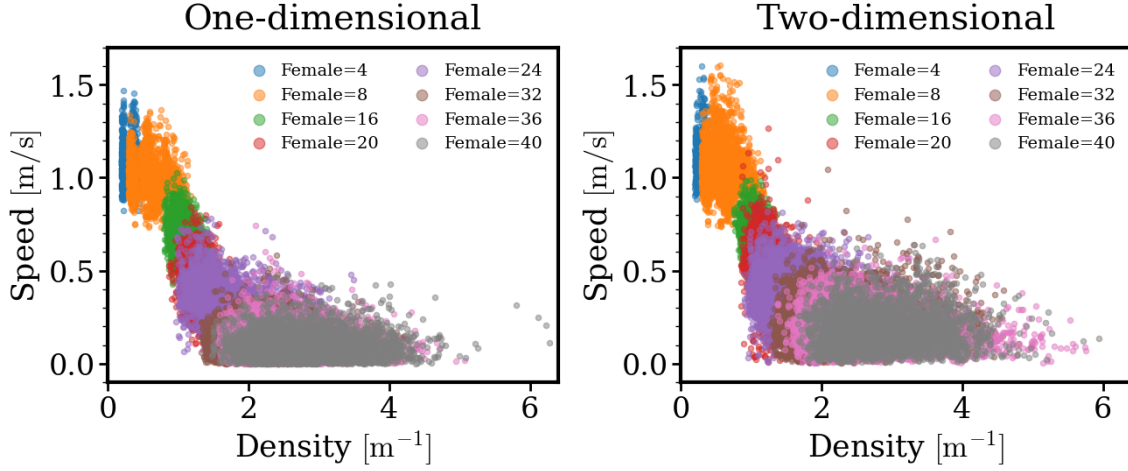 One-dimensional
Two-dimensional
Speed [m/s]
1.5
1.0
0.5
0.0
Female=4
Female=8
Female=16
Female=20
Female=24
Female=32
Female=36
Female=40
0 2 4 6
Density [m⁻¹]
Speed [m/s]
1.5
1.0
0.5
0.0
Female=4
Female=8
Female=16
Female=20
Female=24
Female=32
Female=36
Female=40
0 2 4 6
Density [m⁻¹]